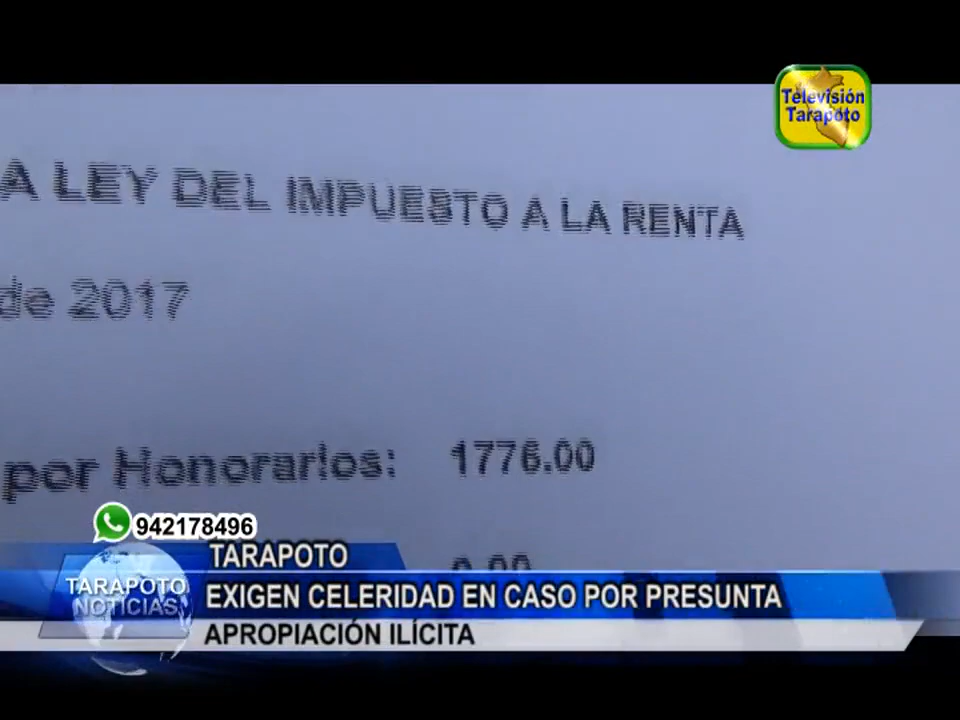 Televisión
Tarapoto
A LEY DEL IMPUESTO A LA RENTA
de 2017
por Honorarios: 1776.00
942178496
TARAPOTO
TARAPOTO
NOTICIAS
EXIGEN CELERIDAD EN CASO POR PRESUNTA
APROPIACIÓN ILÍCITA